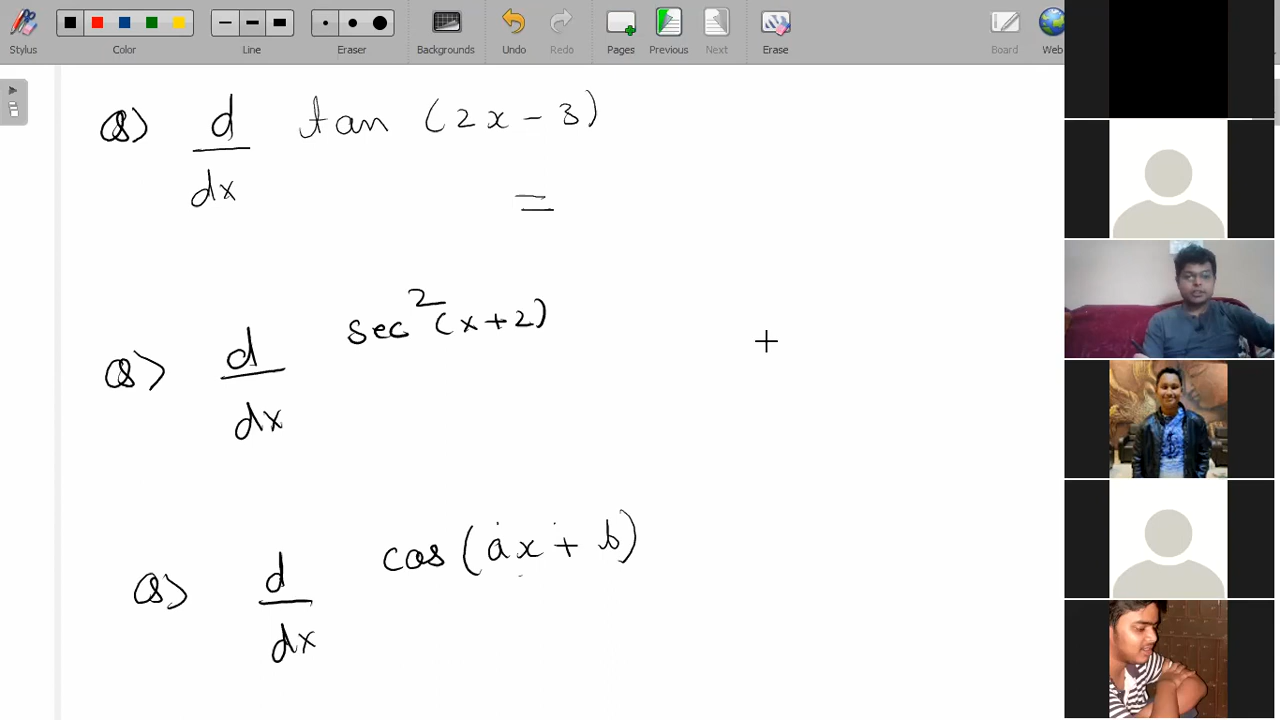 Stylus Color Line Eraser Backgrounds Undo Redo Pages Previous Next Erase Board Web
Q> d/dx tan (2x - 3)
=
Q> d/dx sec²(x+2)
+
Q> d/dx cos(ax + b)